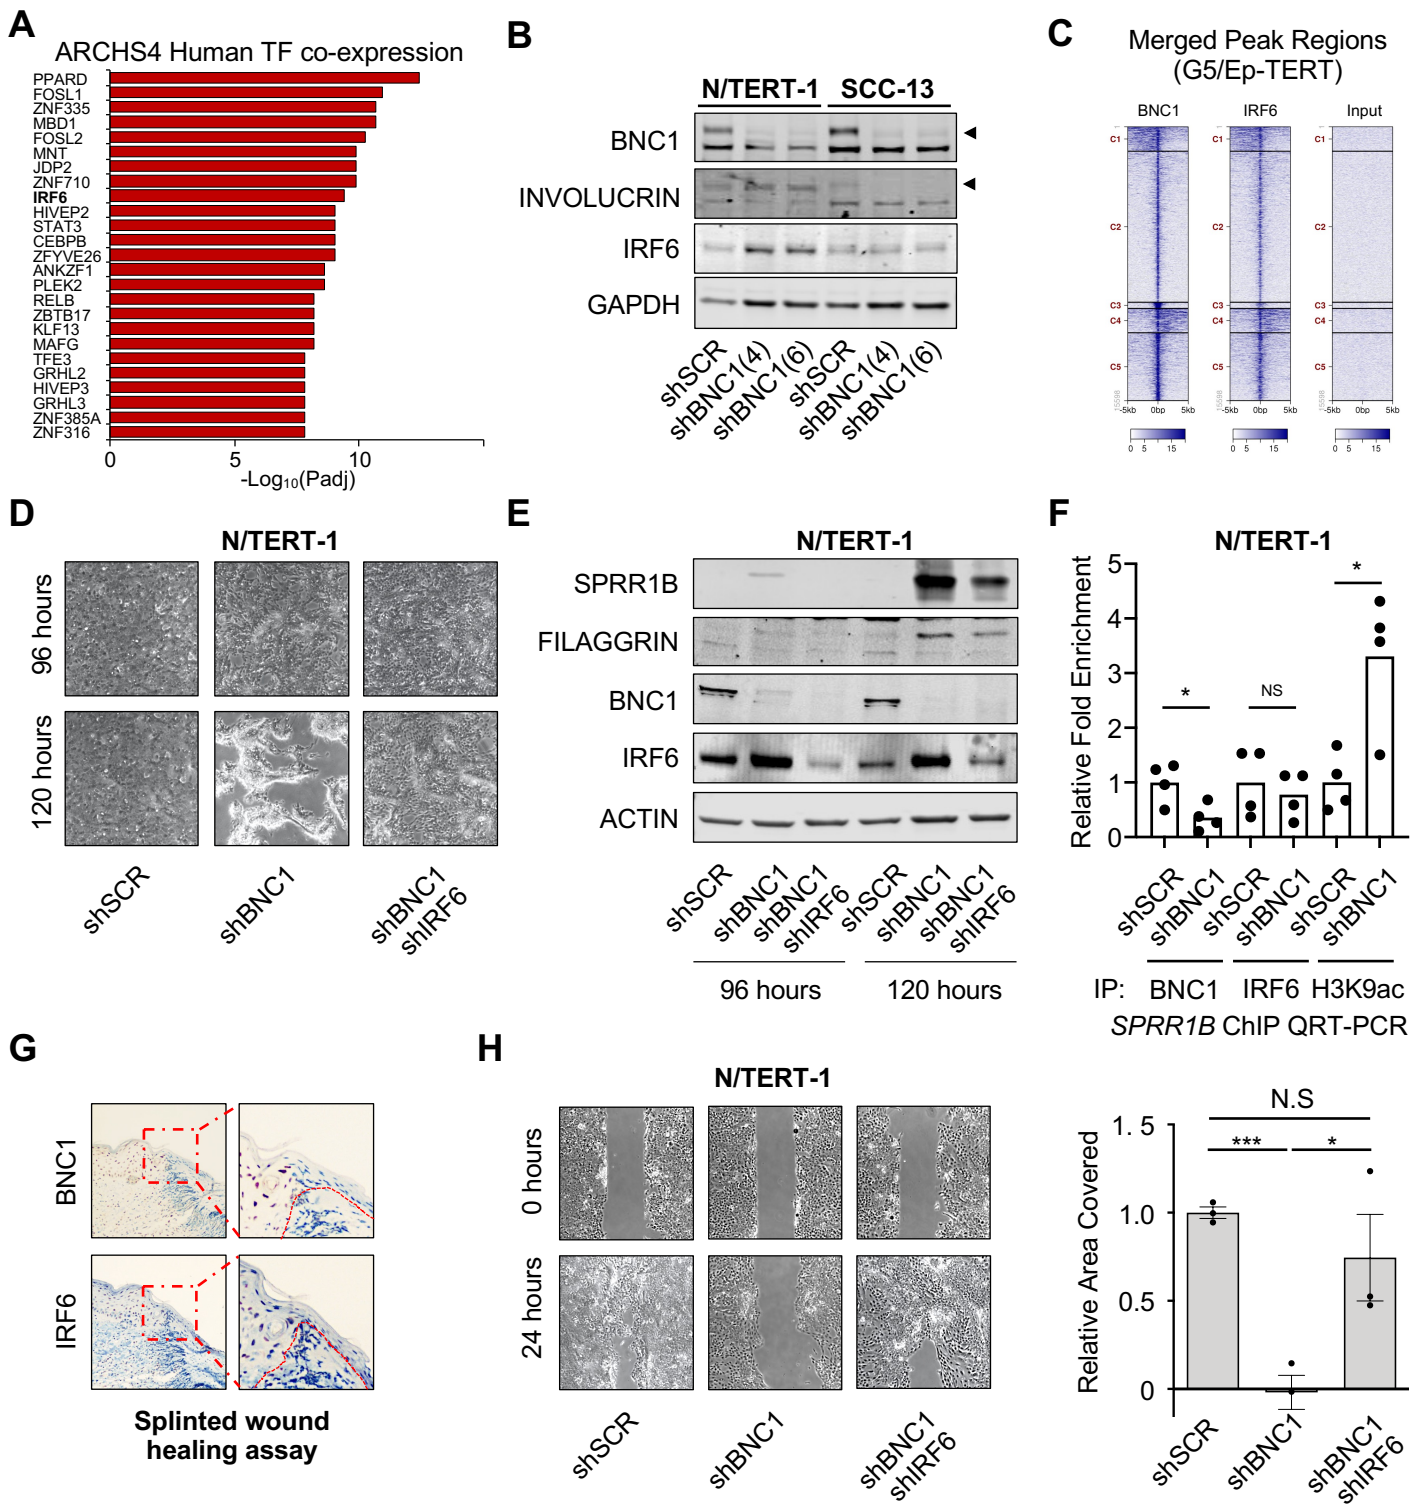 A
ARCHS4 Human TF co-expression
PPARD
FOSL1
ZNF335
MBD1
FOSL2
MNT
JDP2
ZNF710
IRF6
HIVEP2
STAT3
CEBPB
ZFYVE26
ANKZF1
PLEK2
RELB
ZBTB17
KLF13
MAFG
TFE3
GRHL2
HIVEP3
GRHL3
ZNF385A
ZNF316
0 5 10
-Log₁₀(Padj)
B
N/TERT-1 SCC-13
BNC1
INVOLUCRIN
IRF6
GAPDH
shSCR
shBNC1(4)
shBNC1(6)
shSCR
shBNC1(4)
shBNC1(6)
C
Merged Peak Regions
(G5/Ep-TERT)
BNC1 IRF6 Input
C1 C1 C1
C2 C2 C2
C3 C3 C3
C4 C4 C4
C5 C5 C5
15598 15598 15598
-5kb 0bp 5kb -5kb 0bp 5kb -5kb 0bp 5kb
0 5 15 0 5 15 0 5 15
D
N/TERT-1
96 hours
120 hours
shSCR
shBNC1
shBNC1
shIRF6
E
N/TERT-1
SPRR1B
FILAGGRIN
BNC1
IRF6
ACTIN
shSCR
shBNC1
shBNC1
shIRF6
shSCR
shBNC1
shBNC1
shIRF6
96 hours 120 hours
F
N/TERT-1
Relative Fold Enrichment
5
4
3
2
1
0
* NS *
shSCR
shBNC1
shSCR
shBNC1
shSCR
shBNC1
IP: BNC1 IRF6 H3K9ac
SPRR1B ChIP QRT-PCR
G
BNC1
IRF6
Splinted wound
healing assay
H
N/TERT-1
0 hours
24 hours
shSCR
shBNC1
shBNC1
shIRF6
Relative Area Covered
1.5
1.0
0.5
0
N.S
*** *
shSCR
shBNC1
shBNC1
shIRF6